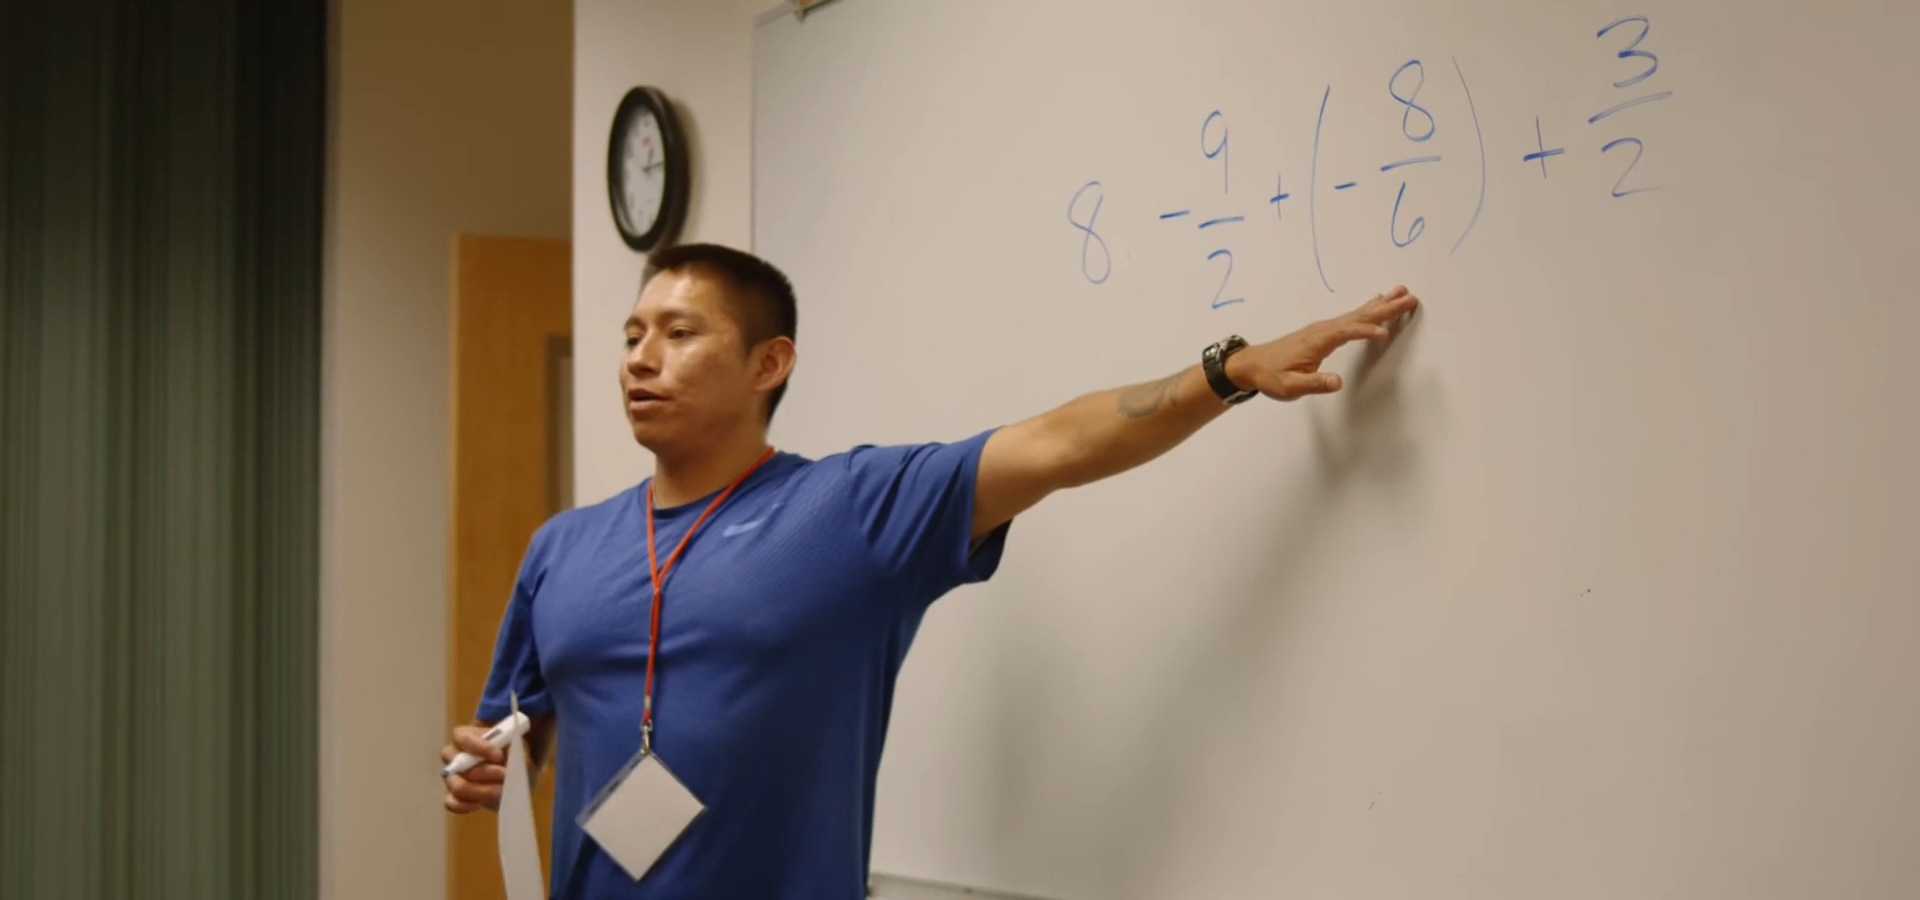 8 - 9/2 + (- 8/6) + 3/2